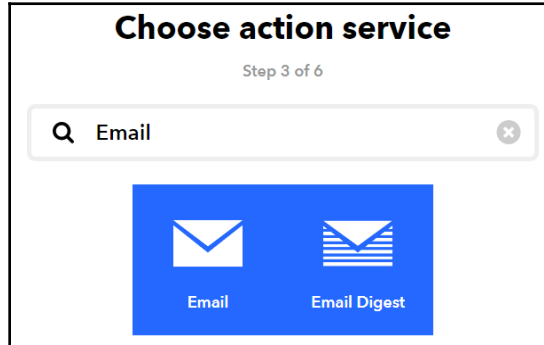 Choose action service
Step 3 of 6
Email
Email Email Digest